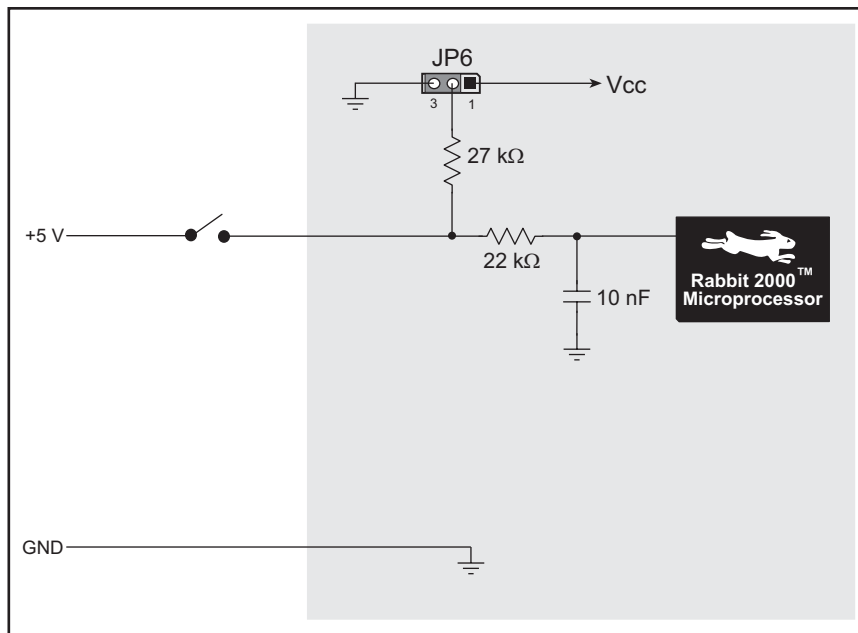 JP6
3 1
Vcc
27 kΩ
+5 V
22 kΩ
10 nF
Rabbit 2000™
Microprocessor
GND